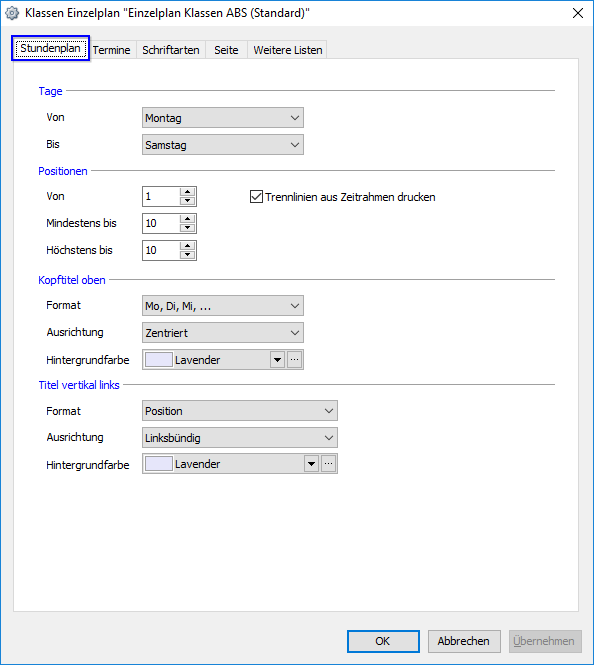 Klassen Einzelplan "Einzelplan Klassen ABS (Standard)"
Stundenplan Termine Schriftarten Seite Weitere Listen
Tage
Von Montag
Bis Samstag
Positionen
Von 1 Trennlinien aus Zeitrahmen drucken
Mindestens bis 10
Höchstens bis 10
Kopftitel oben
Format Mo, Di, Mi, ...
Ausrichtung Zentriert
Hintergrundfarbe Lavender ...
Titel vertikal links
Format Position
Ausrichtung Linksbündig
Hintergrundfarbe Lavender ...
OK Abbrechen Übernehmen